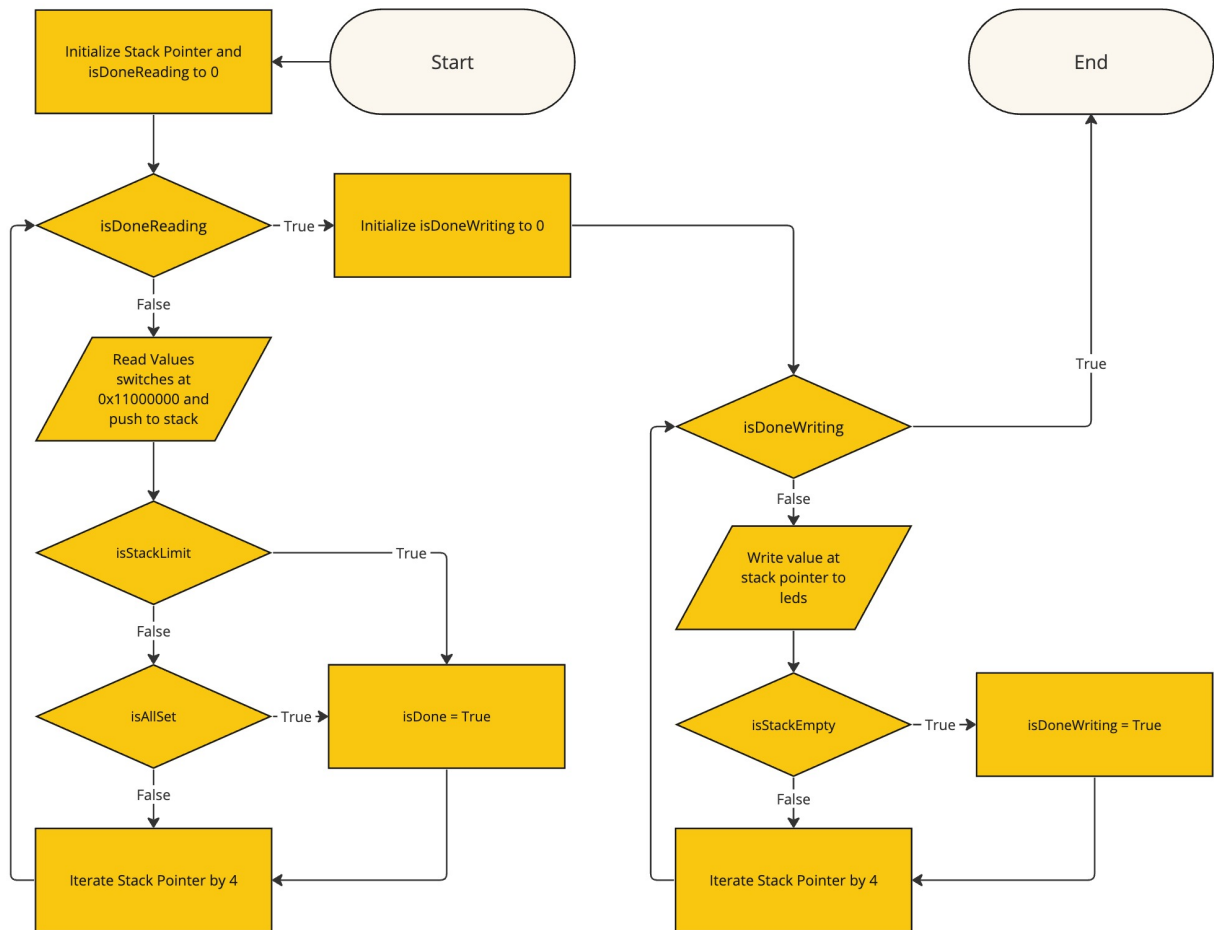 Initialize Stack Pointer and
isDoneReading to 0
Start
End
isDoneReading
True
Initialize isDoneWriting to 0
False
Read Values
switches at
0x11000000 and
push to stack
True
isDoneWriting
False
isStackLimit
True
Write value at
stack pointer to
leds
False
isAllSet
True
isDone = True
isStackEmpty
True
isDoneWriting = True
False
False
Iterate Stack Pointer by 4
Iterate Stack Pointer by 4